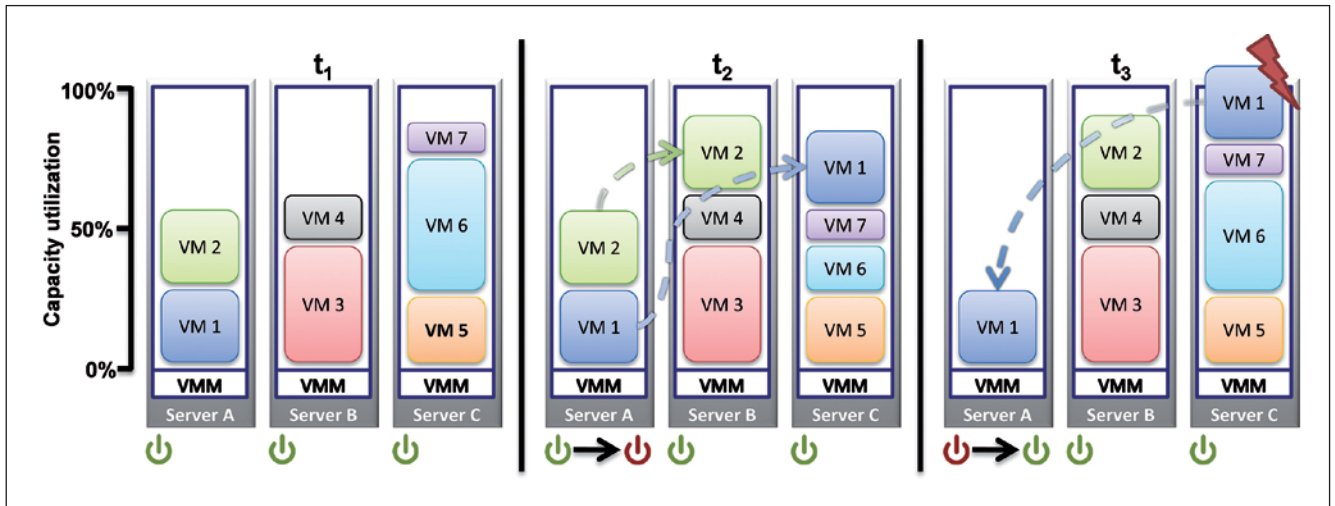 t1
t2
t3
Capacity utilization
100%
50%
0%
VM 2
VM 1
VMM
Server A
VM 4
VM 3
VMM
Server B
VM 7
VM 6
VM 5
VMM
Server C
VM 2
VM 1
VMM
Server A
VM 2
VM 4
VM 3
VMM
Server B
VM 1
VM 7
VM 6
VM 5
VMM
Server C
VM 1
VMM
Server A
VM 2
VM 4
VM 3
VMM
Server B
VM 1
VM 7
VM 6
VM 5
VMM
Server C